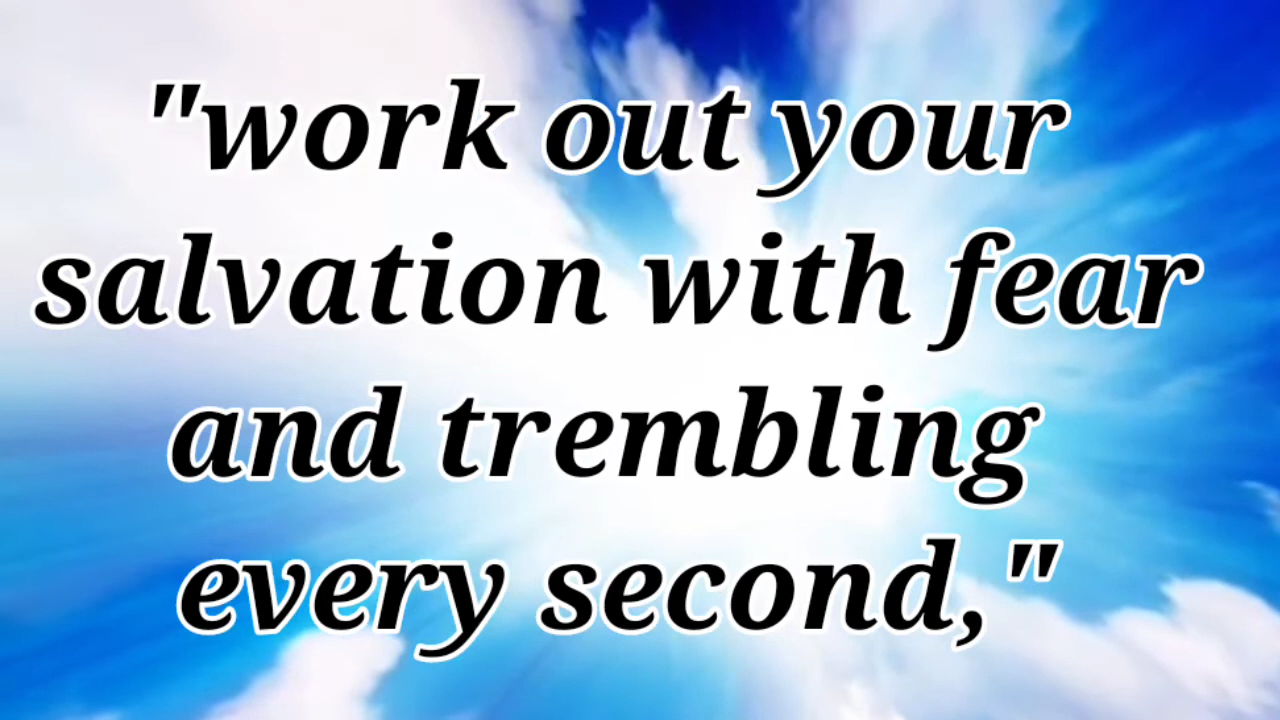 "work out your
salvation with fear
and trembling
every second,"